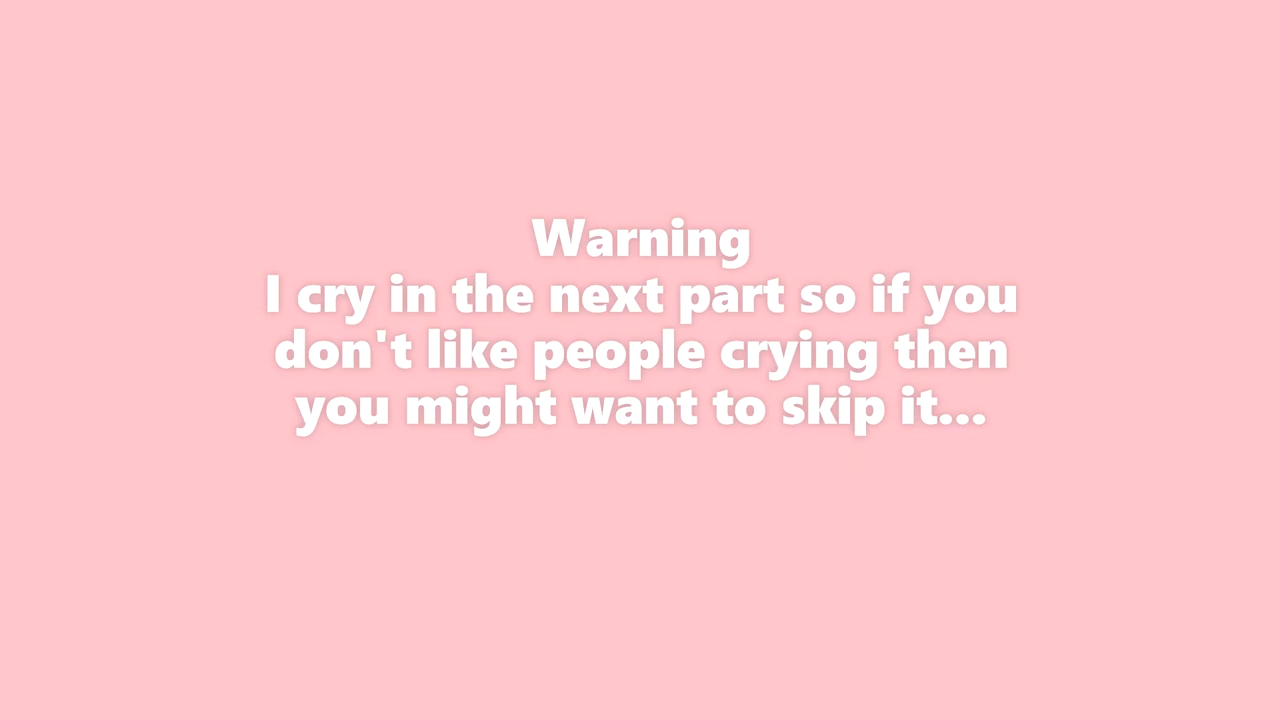 Warning
I cry in the next part so if you
don't like people crying then
you might want to skip it...